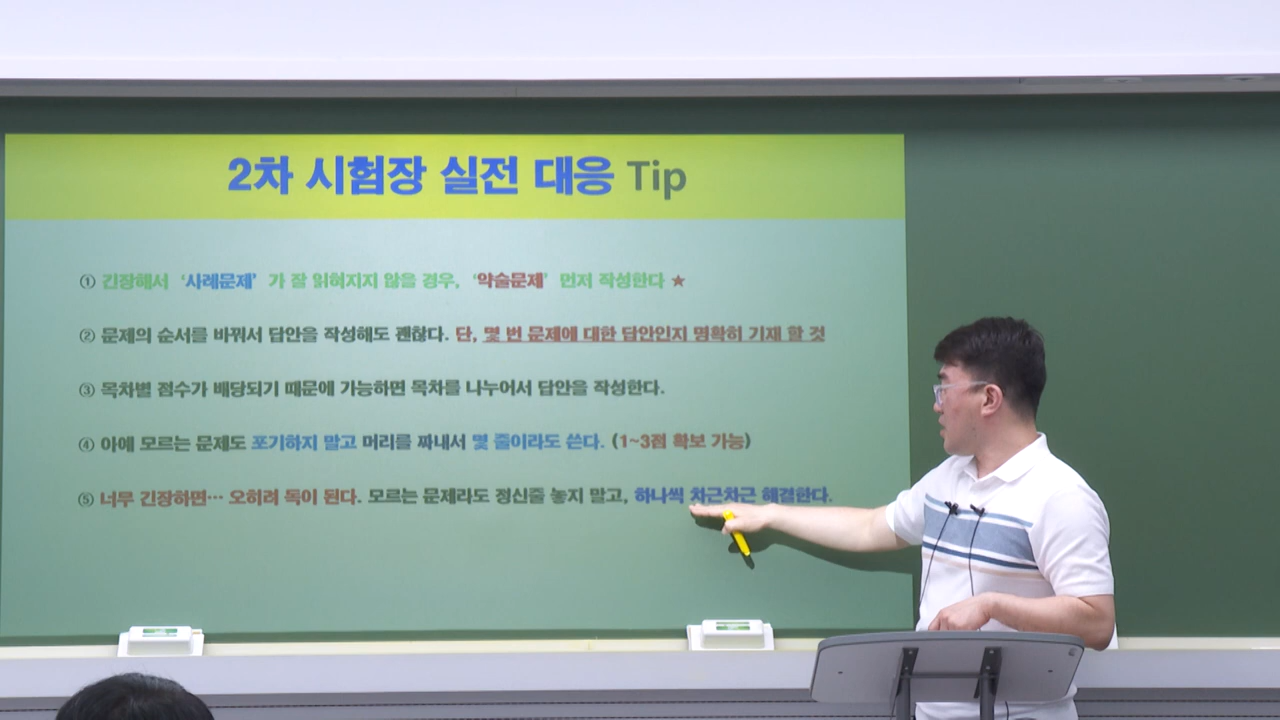 2차 시험장 실전 대응 Tip
① 긴장해서 ‘사례문제’ 가 잘 읽혀지지 않을 경우, ‘약술문제’ 먼저 작성한다 ★
② 문제의 순서를 바꿔서 답안을 작성해도 괜찮다. 단, 몇 번 문제에 대한 답안인지 명확히 기재 할 것
③ 목차별 점수가 배당되기 때문에 가능하면 목차를 나누어서 답안을 작성한다.
④ 아예 모르는 문제도 포기하지 말고 머리를 짜내서 몇 줄이라도 쓴다. (1~3점 확보 가능)
⑤ 너무 긴장하면… 오히려 독이 된다. 모르는 문제라도 정신줄 놓지 말고, 하나씩 차근차근 해결한다.